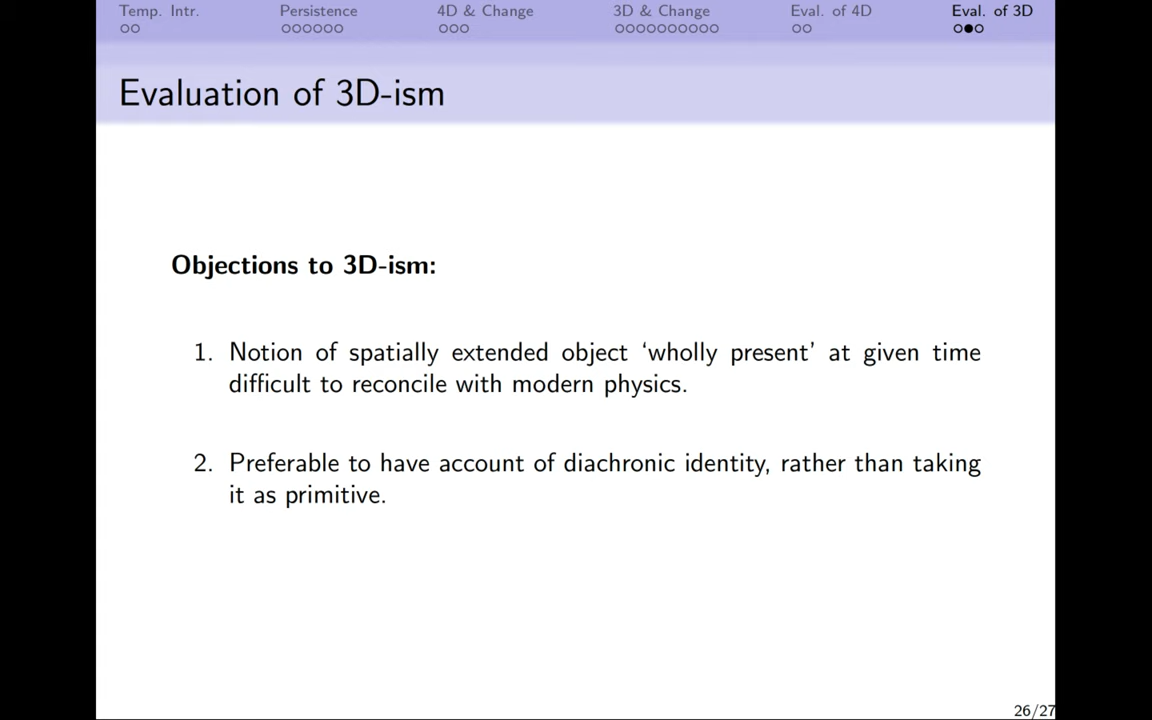 Temp. Intr. Persistence 4D & Change 3D & Change Eval. of 4D Eval. of 3D
Evaluation of 3D-ism
Objections to 3D-ism:
1. Notion of spatially extended object ‘wholly present’ at given time
difficult to reconcile with modern physics.
2. Preferable to have account of diachronic identity, rather than taking
it as primitive.
26/27